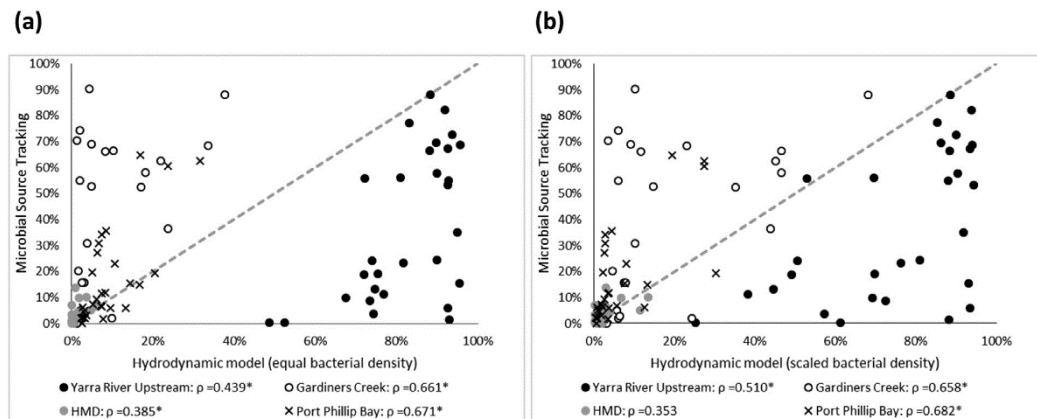 (a)
(b)
Microbial Source Tracking
100%
90%
80%
70%
60%
50%
40%
30%
20%
10%
0%
0% 20% 40% 60% 80% 100%
Hydrodynamic model (equal bacterial density)
Yarra River Upstream: ρ =0.439*
Gardiners Creek: ρ =0.661*
HMD: ρ=0.385*
Port Phillip Bay: ρ =0.671*
Microbial Source Tracking
100%
90%
80%
70%
60%
50%
40%
30%
20%
10%
0%
0% 20% 40% 60% 80% 100%
Hydrodynamic model (scaled bacterial density)
Yarra River Upstream: ρ =0.510*
Gardiners Creek: ρ =0.658*
HMD: ρ=0.353
Port Phillip Bay: ρ =0.682*